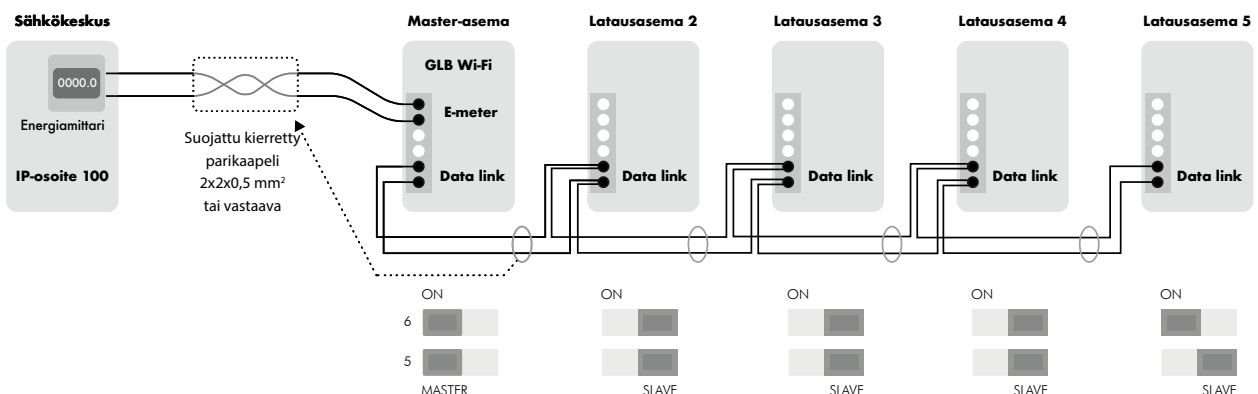 Sähkökeskus
Master-asema
Latausasema 2
Latausasema 3
Latausasema 4
Latausasema 5
0000.0
Energiamittari
IP-osoite 100
Suojattu kierretty
parikaapeli
2x2x0,5 mm²
tai vastaava
GLB Wi-Fi
E-meter
Data link
Data link
Data link
Data link
Data link
ON
ON
ON
ON
ON
6
5
MASTER
SLAVE
SLAVE
SLAVE
SLAVE